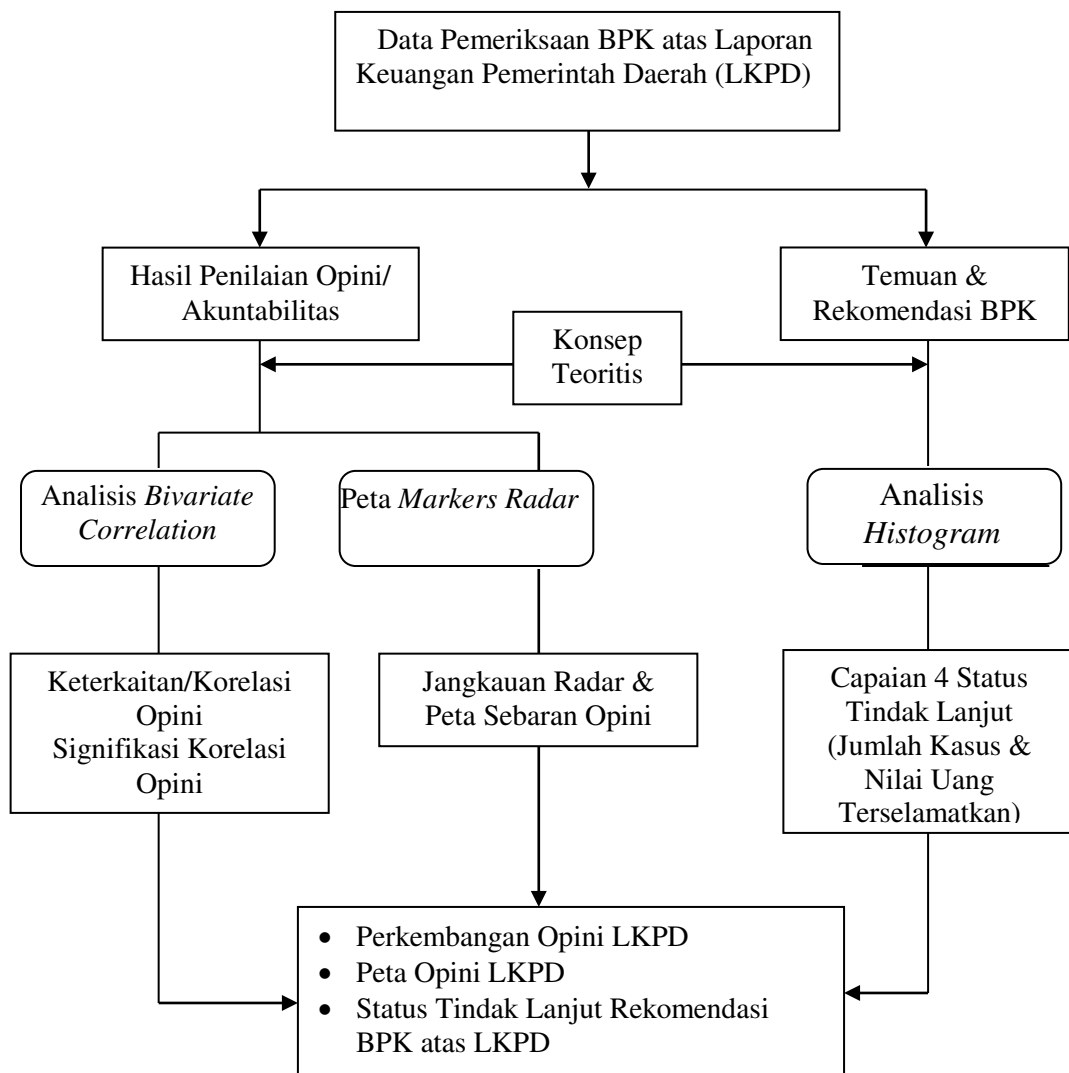 Data Pemeriksaan BPK atas Laporan
Keuangan Pemerintah Daerah (LKPD)
Hasil Penilaian Opini/
Akuntabilitas
Temuan &
Rekomendasi BPK
Konsep
Teoritis
Analisis Bivariate
Correlation
Peta Markers Radar
Analisis
Histogram
Keterkaitan/Korelasi
Opini
Signifikasi Korelasi
Opini
Jangkauan Radar &
Peta Sebaran Opini
Capaian 4 Status
Tindak Lanjut
(Jumlah Kasus &
Nilai Uang
Terselamatkan)
• Perkembangan Opini LKPD
• Peta Opini LKPD
• Status Tindak Lanjut Rekomendasi
BPK atas LKPD